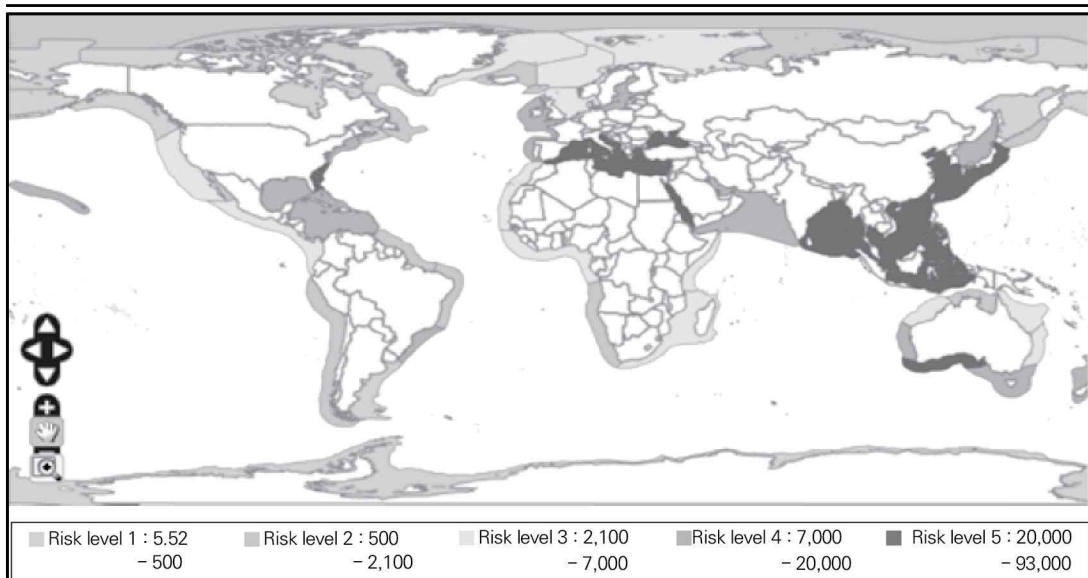 Risk level 1 : 5.52 Risk level 2 : 500 Risk level 3 : 2,100 Risk level 4 : 7,000 Risk level 5 : 20,000
– 500 – 2,100 – 7,000 – 20,000 – 93,000